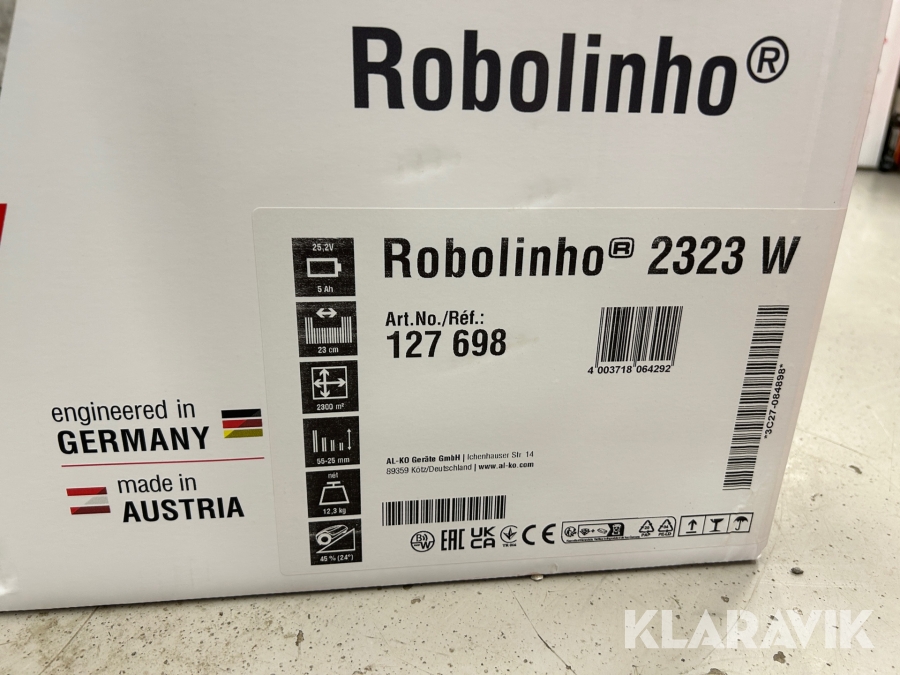 Robolinho®
25,2V
5 Ah
23 cm
2300 m²
55-25 mm
net
12,3 kg
45 % (24°)
Robolinho® 2323 W
Art.No./Réf.:
127 698
4 003718 064292
*3C27-084898*
AL-KO Geräte GmbH | Ichenhauser Str. 14
89359 Kötz/Deutschland | www.al-ko.com
engineered in
GERMANY
made in
AUSTRIA
EAC UK CA CE
KLARAVIK